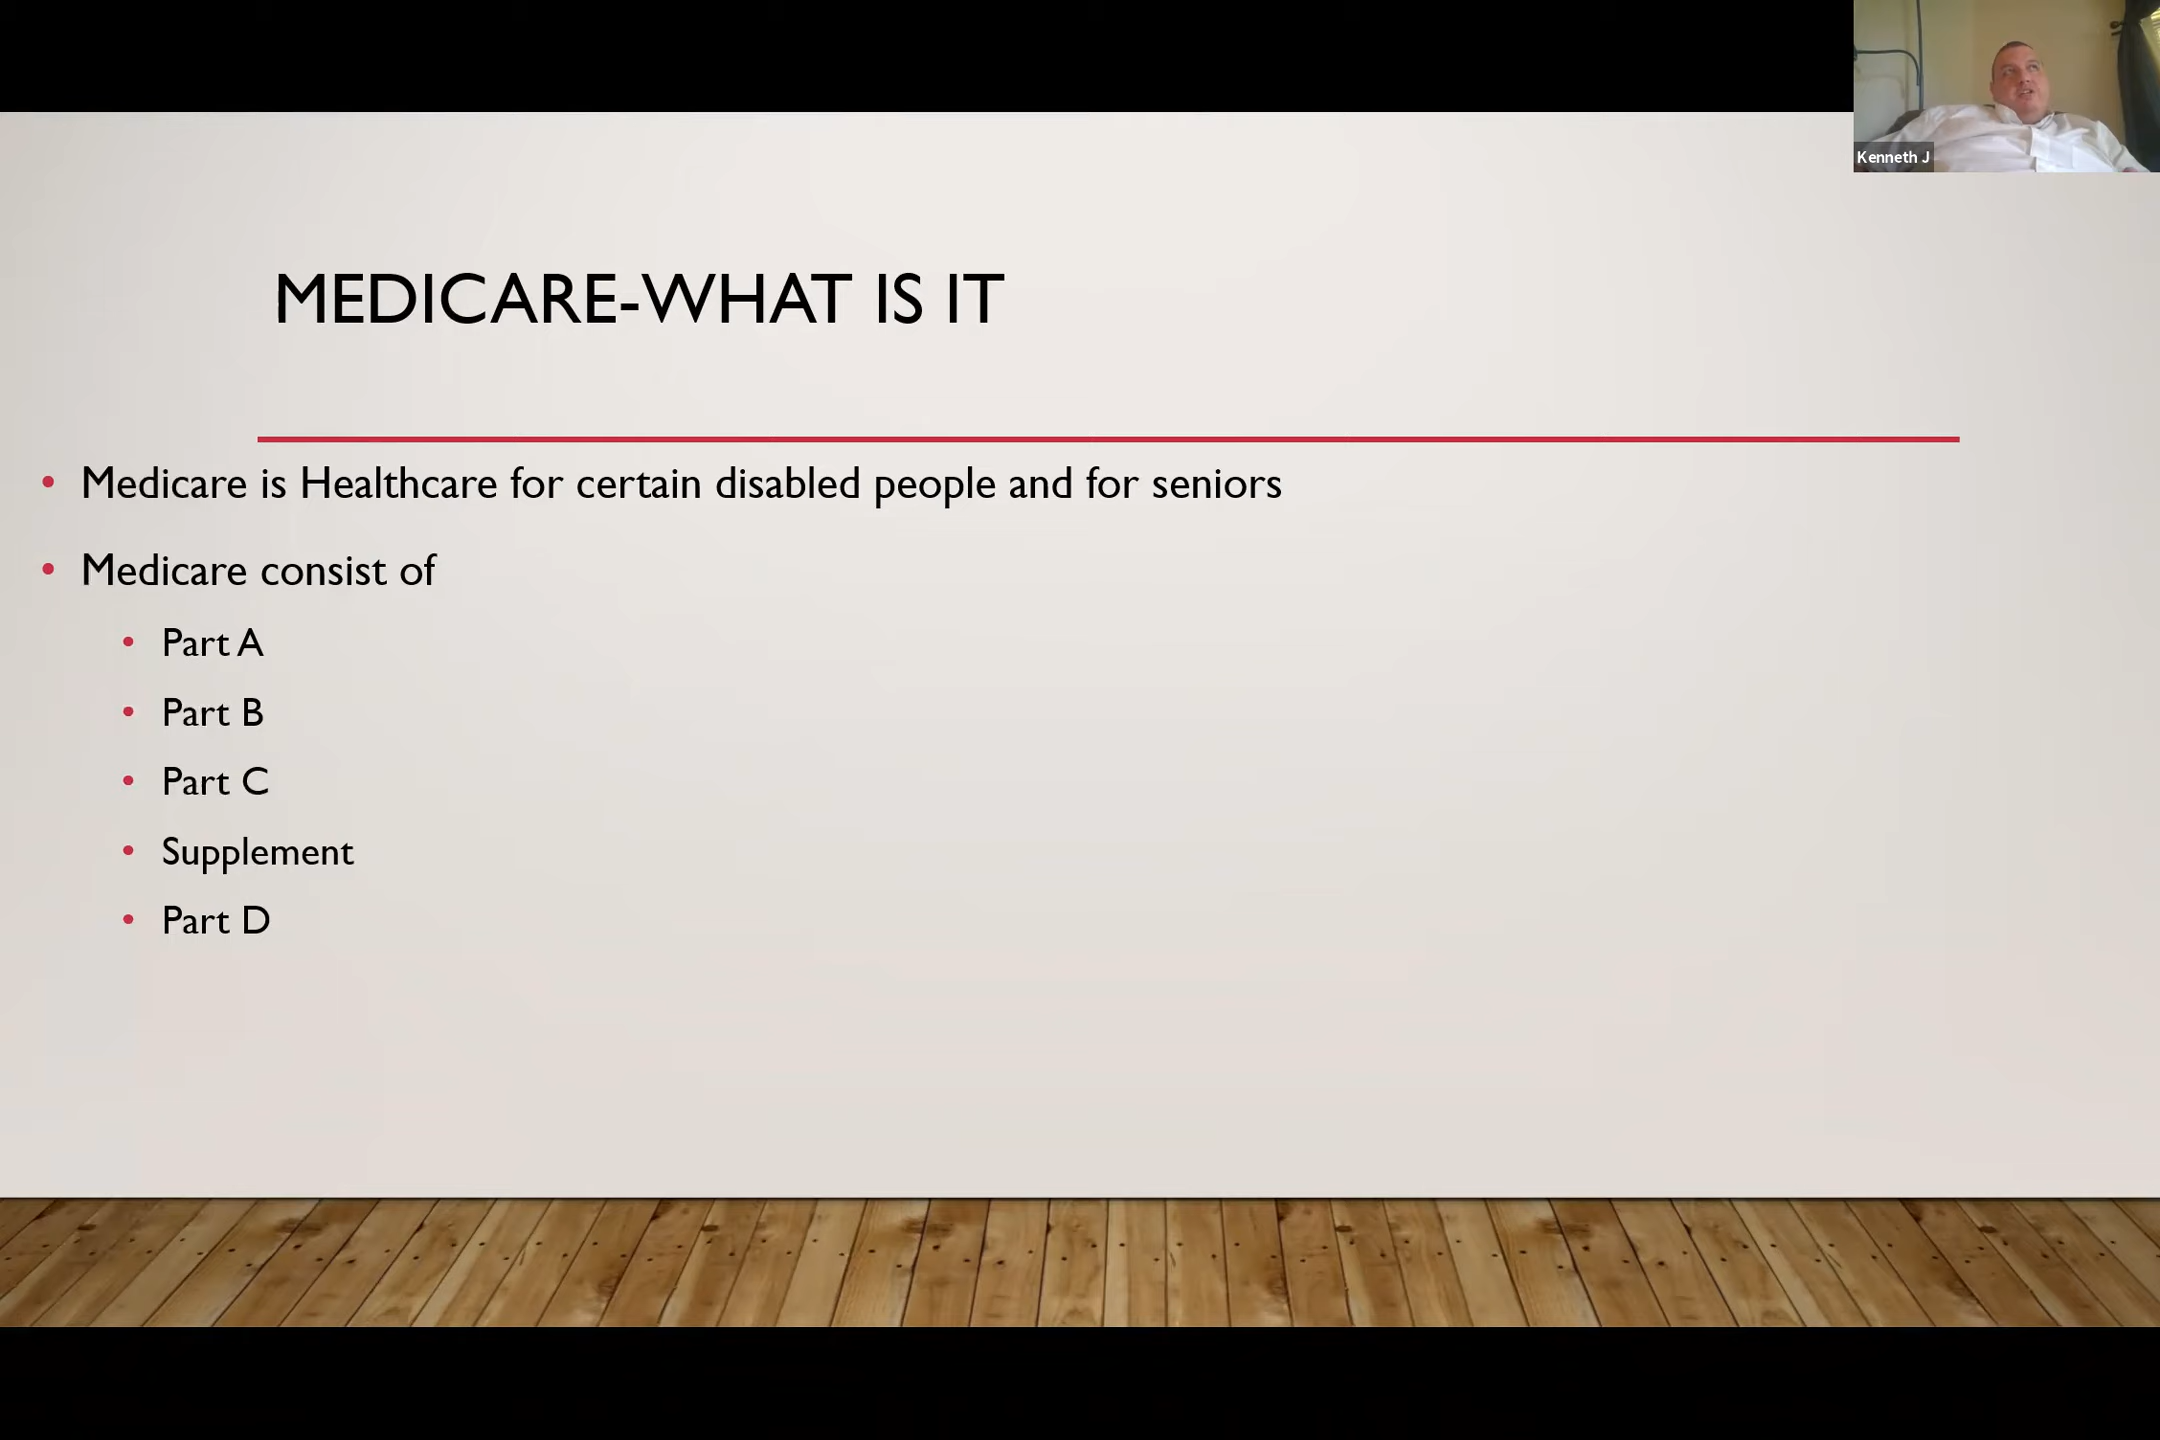 Kenneth J
MEDICARE-WHAT IS IT
• Medicare is Healthcare for certain disabled people and for seniors
• Medicare consist of
• Part A
• Part B
• Part C
• Supplement
• Part D